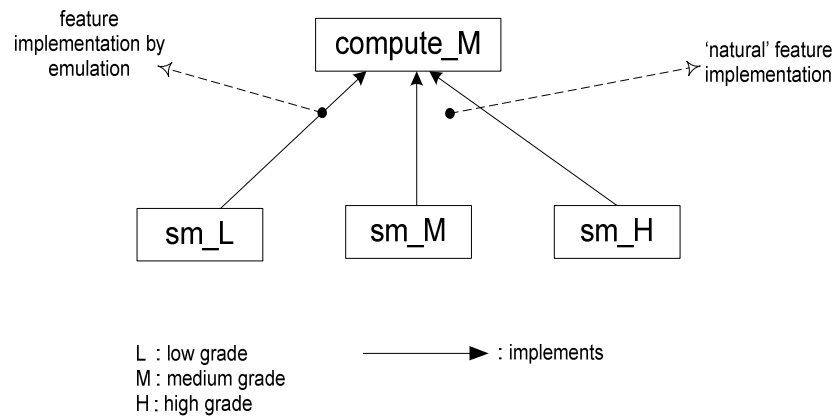 feature
implementation by
emulation
compute_M
‘natural’ feature
implementation
sm_L
sm_M
sm_H
L : low grade
M : medium grade
H : high grade
: implements